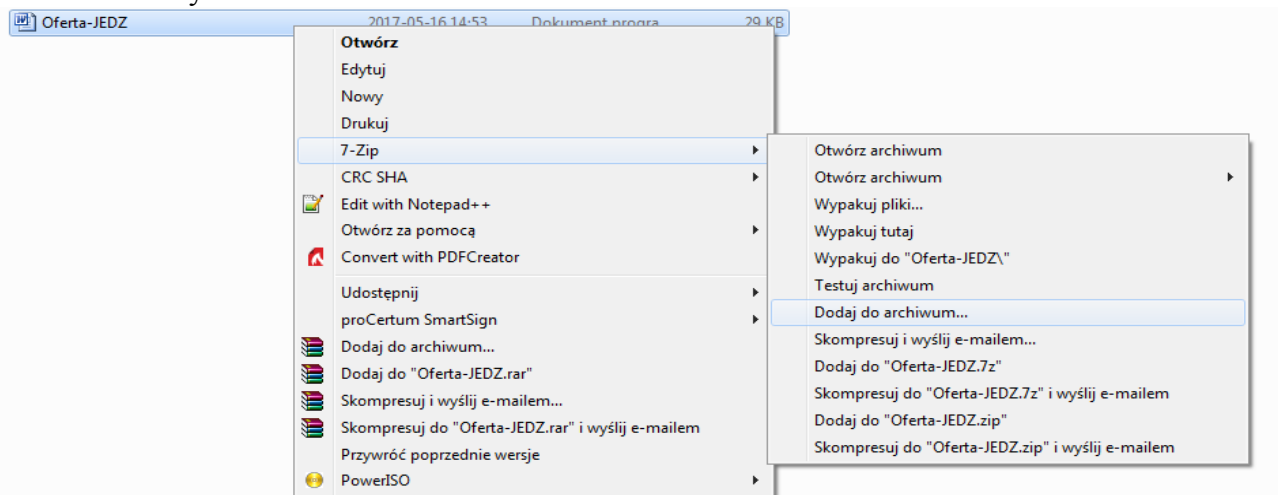 Oferta-JEDZ 2017-05-16 14:53 Dokument progra... 29 KB
Otwórz
Edytuj
Nowy
Drukuj
7-Zip
CRC SHA
Edit with Notepad++
Otwórz za pomocą
Convert with PDFCreator
Udostępnij
proCertum SmartSign
Dodaj do archiwum...
Dodaj do "Oferta-JEDZ.rar"
Skompresuj i wyślij e-mailem...
Skompresuj do "Oferta-JEDZ.rar" i wyślij e-mailem
Przywróć poprzednie wersje
PowerISO
Otwórz archiwum
Otwórz archiwum
Wypakuj pliki...
Wypakuj tutaj
Wypakuj do "Oferta-JEDZ\"
Testuj archiwum
Dodaj do archiwum...
Skompresuj i wyślij e-mailem...
Dodaj do "Oferta-JEDZ.7z"
Skompresuj do "Oferta-JEDZ.7z" i wyślij e-mailem
Dodaj do "Oferta-JEDZ.zip"
Skompresuj do "Oferta-JEDZ.zip" i wyślij e-mailem